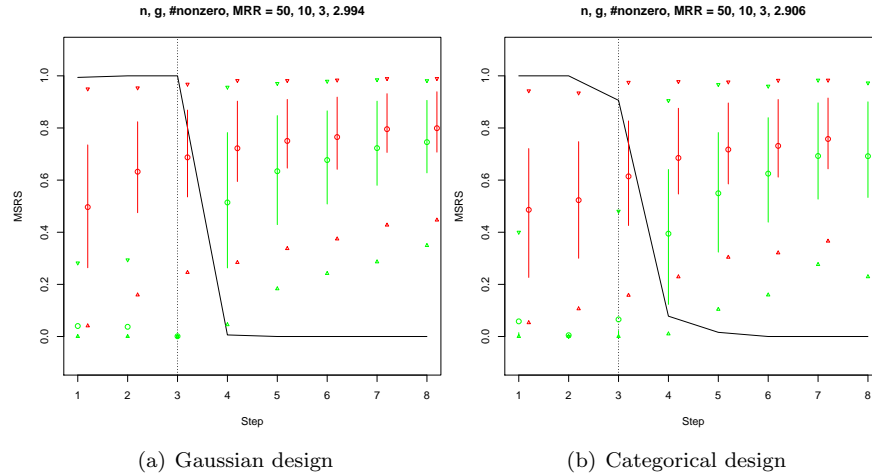 n, g, #nonzero, MRR = 50, 10, 3, 2.994
MSRS
1.0
0.8
0.6
0.4
0.2
0.0
1 2 3 4 5 6 7 8
Step
(a) Gaussian design
n, g, #nonzero, MRR = 50, 10, 3, 2.906
MSRS
1.0
0.8
0.6
0.4
0.2
0.0
1 2 3 4 5 6 7 8
Step
(b) Categorical design